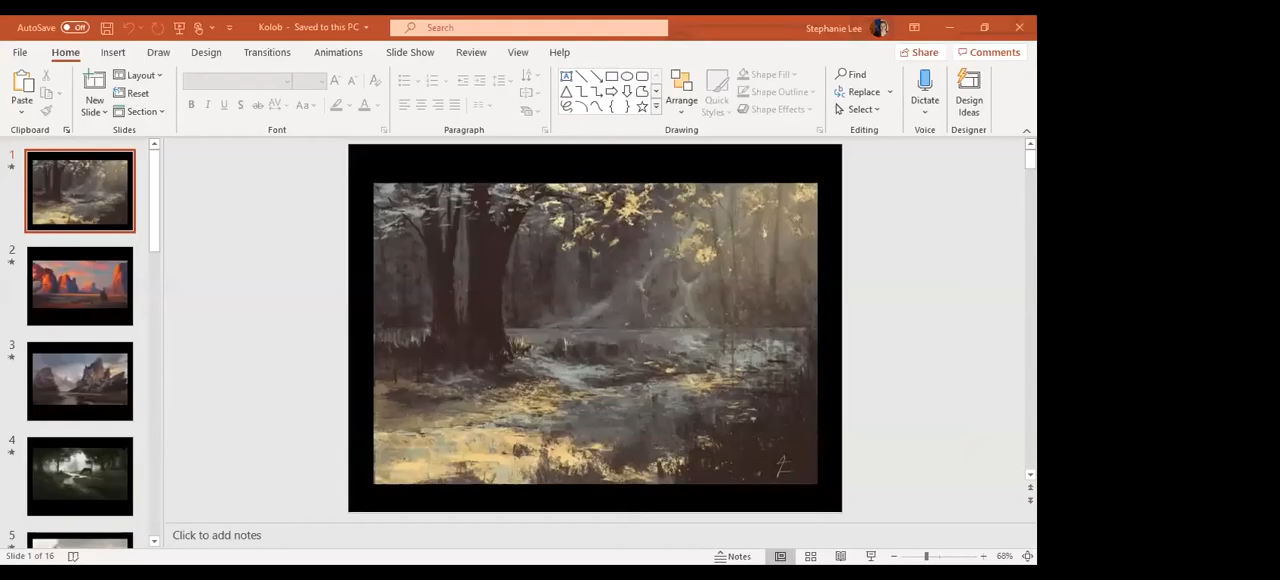 AutoSave Off Kolob - Saved to this PC Search Stephanie Lee
File Home Insert Draw Design Transitions Animations Slide Show Review View Help Share Comments
Paste New Slide Layout Reset Section Arrange Quick Styles Shape Fill Shape Outline Shape Effects Find Replace Select Dictate Design Ideas
B I U S ab AV Aa A
Clipboard Slides Font Paragraph Drawing Editing Voice Designer
1
2
3
4
5
Click to add notes
Slide 1 of 16 Notes 68%